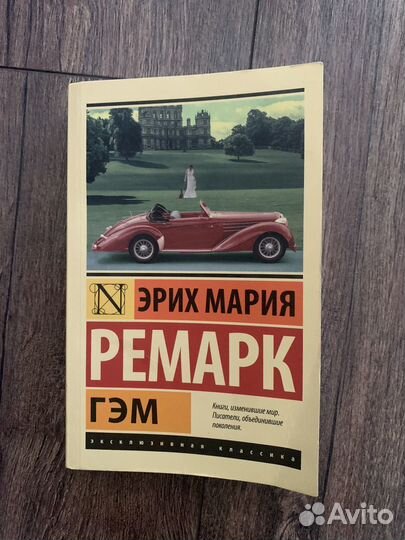 N
ЭРИХ МАРИЯ
РЕМАРК
ГЭМ
Книги, изменившие мир.
Писатели, объединившие
поколения.
эксклюзивная классика
Avito